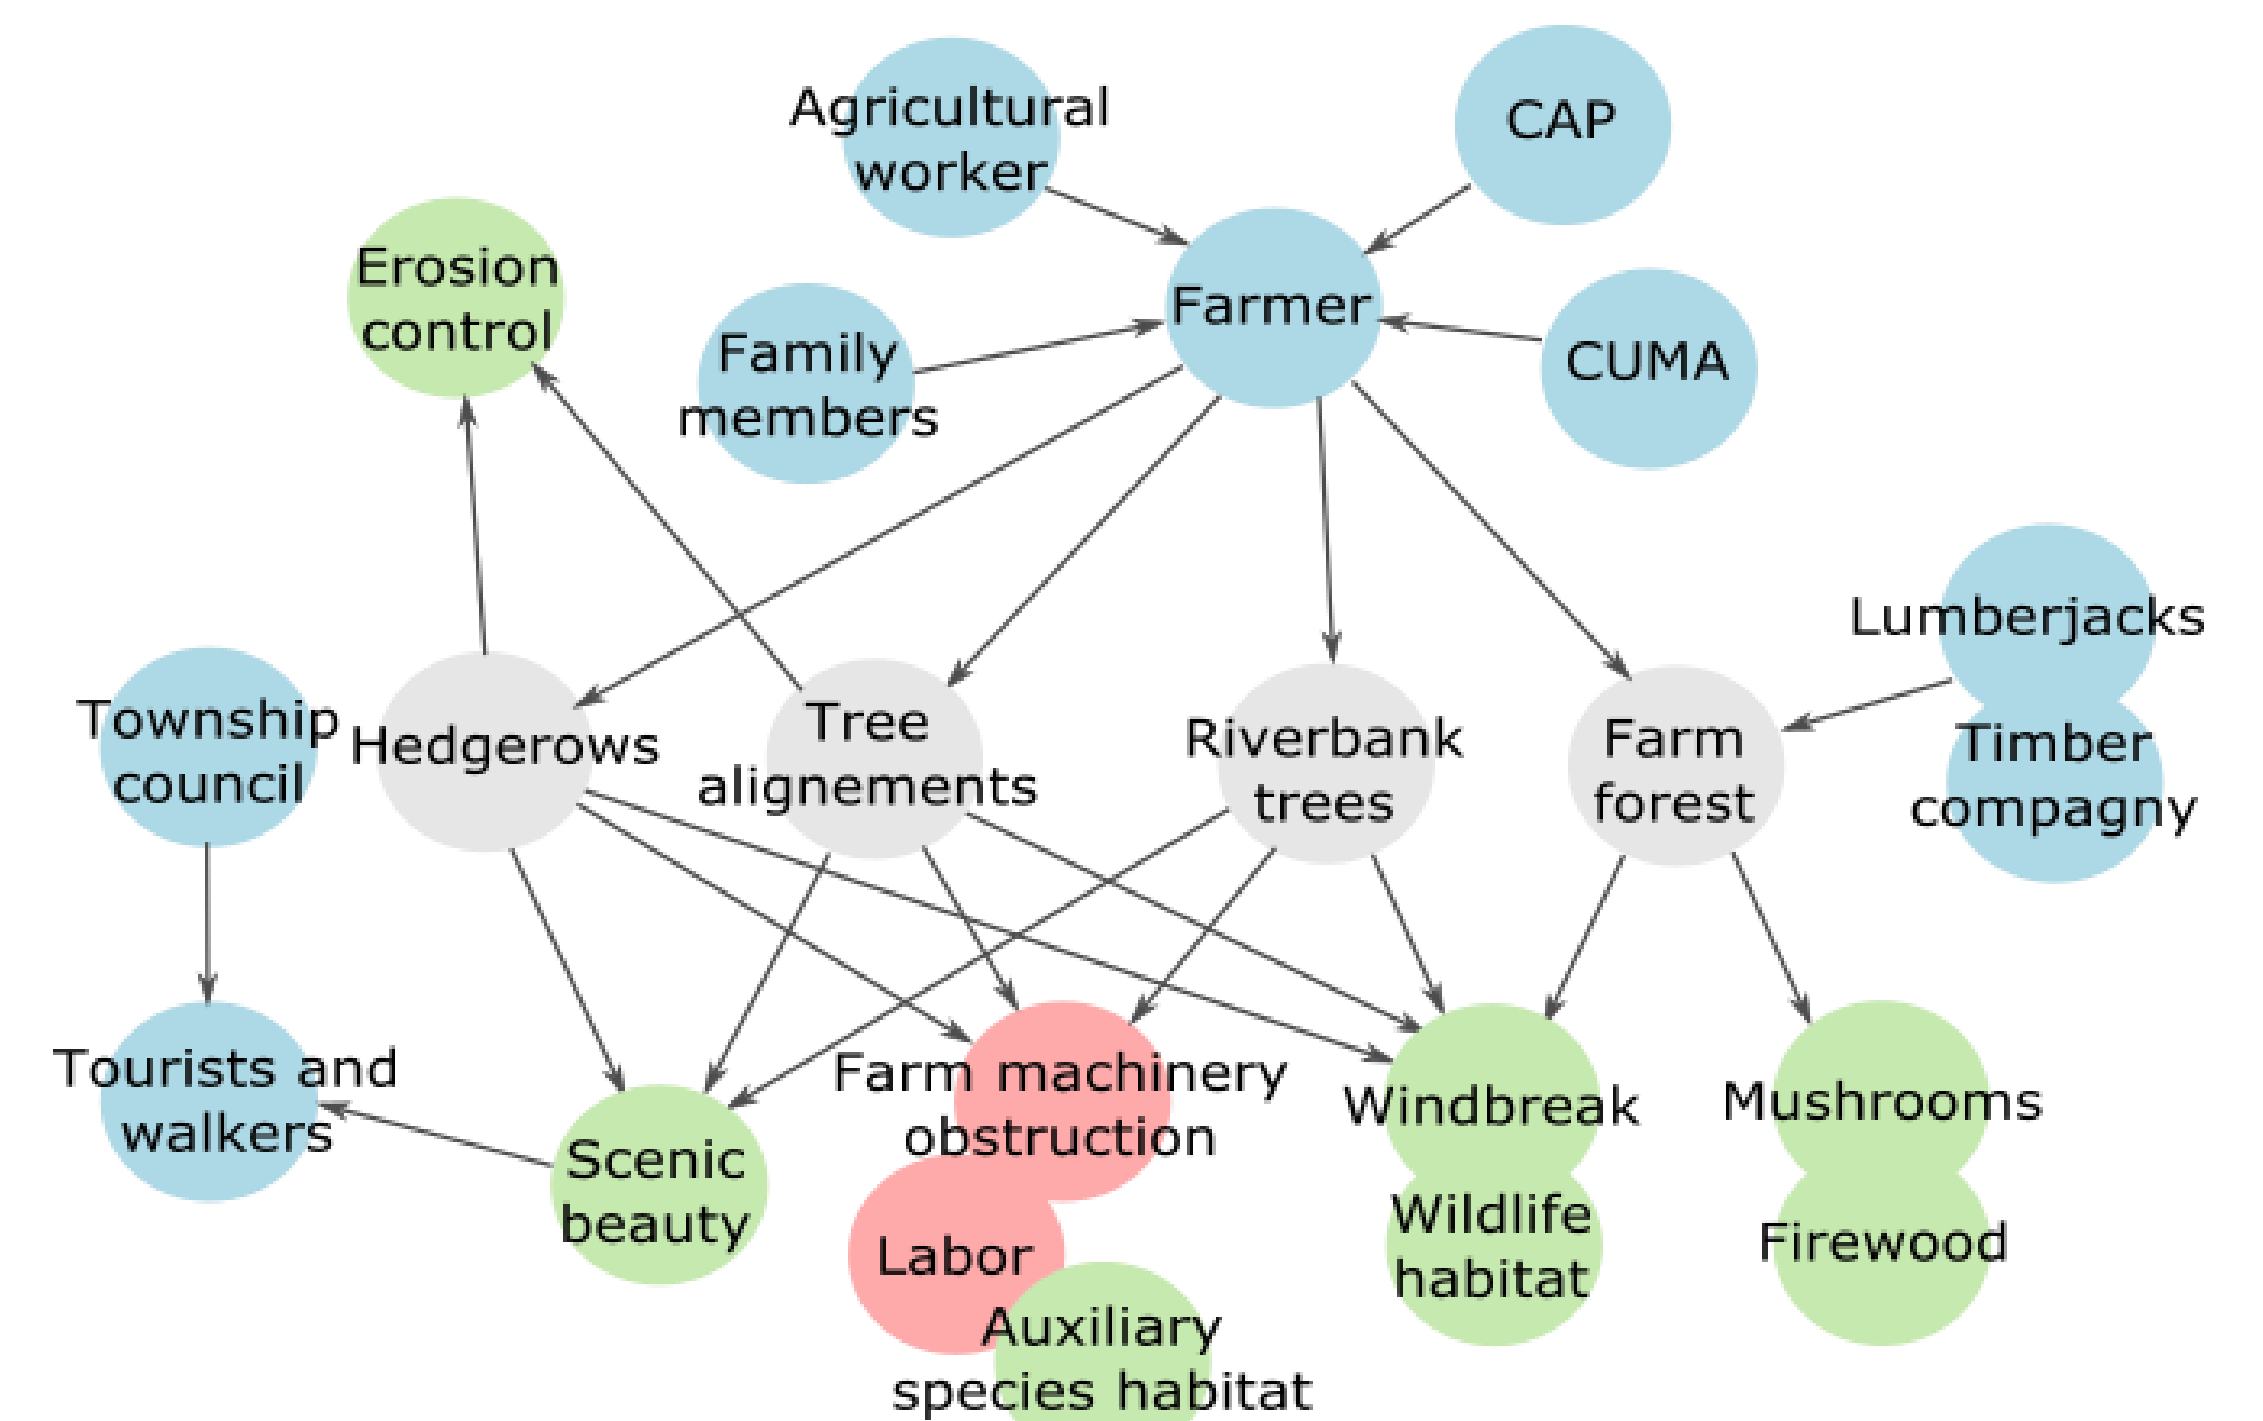 Agricultural
worker
CAP
Erosion
control
Farmer
Family
members
CUMA
Lumberjacks
Township
council
Hedgerows
Tree
alignements
Riverbank
trees
Farm
forest
Timber
compagny
Tourists and
walkers
Scenic
beauty
Farm machinery
obstruction
Windbreak
Mushrooms
Labor
Wildlife
habitat
Firewood
Auxiliary
species habitat